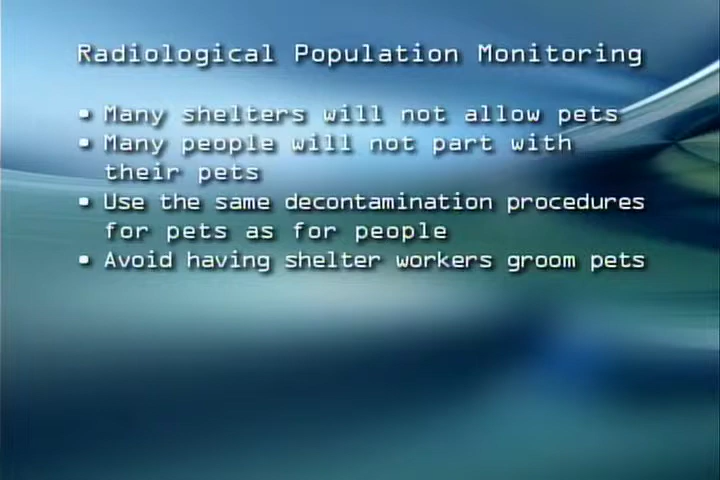 Radiological Population Monitoring
• Many shelters will not allow pets
• Many people will not part with
their pets
• Use the same decontamination procedures
for pets as for people
• Avoid having shelter workers groom pets